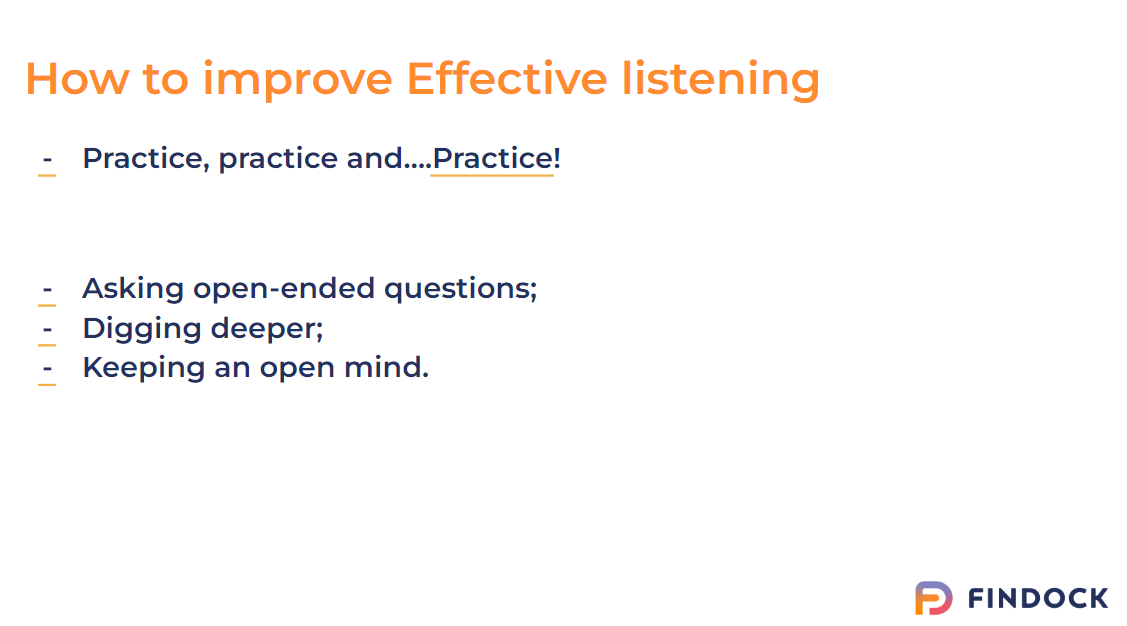 How to improve Effective listening
- Practice, practice and....Practice!
- Asking open-ended questions;
- Digging deeper;
- Keeping an open mind.
FINDOCK